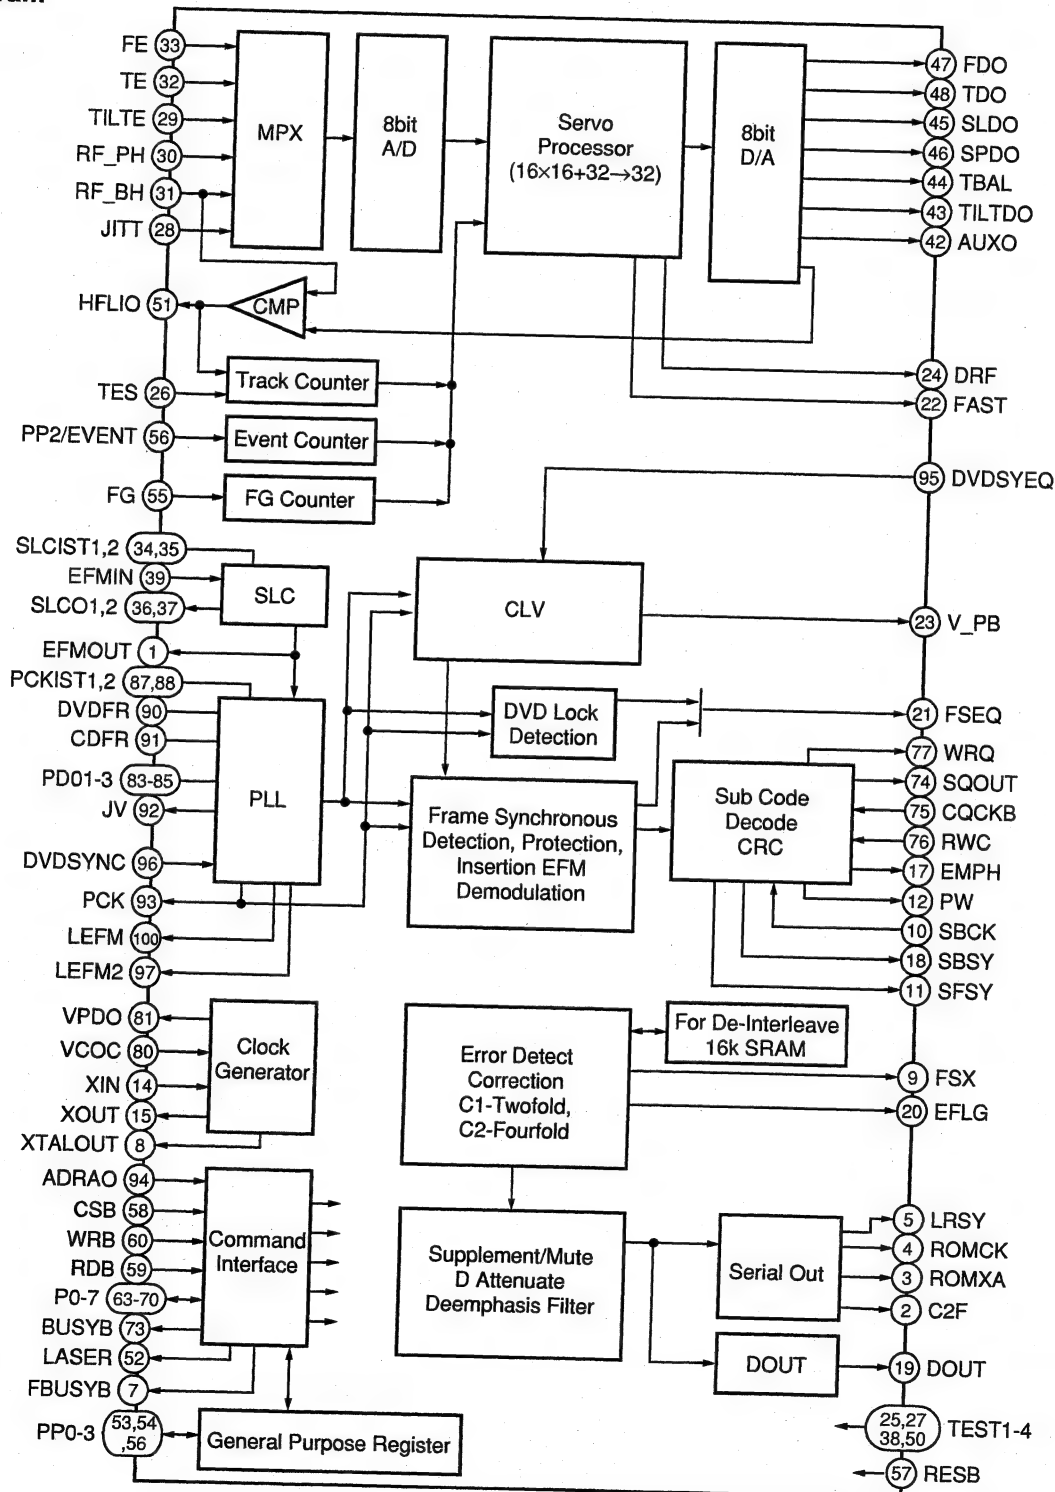 FE 33
TE 32
TILTE 29
RF_PH 30
RF_BH 31
JITT 28
HFLIO 51
TES 26
PP2/EVENT 56
FG 55
SLCIST1,2 34,35
EFMIN 39
SLCO1,2 36,37
EFMOUT 1
PCKIST1,2 87,88
DVDFR 90
CDFR 91
PD01-3 83-85
JV 92
DVDSYNC 96
PCK 93
LEFM 100
LEFM2 97
VPDO 81
VCOC 80
XIN 14
XOUT 15
XTALOUT 8
ADRAO 94
CSB 58
WRB 60
RDB 59
P0-7 63-70
BUSYB 73
LASER 52
FBUSYB 7
PP0-3 53,54
,56
MPX
8bit
A/D
Servo
Processor
(16×16+32→32)
8bit
D/A
CMP
Track Counter
Event Counter
FG Counter
SLC
CLV
DVD Lock
Detection
PLL
Frame Synchronous
Detection, Protection,
Insertion EFM
Demodulation
Sub Code
Decode
CRC
Clock
Generator
Error Detect
Correction
C1-Twofold,
C2-Fourfold
For De-Interleave
16k SRAM
Command
Interface
Supplement/Mute
D Attenuate
Deemphasis Filter
Serial Out
DOUT
General Purpose Register
47 FDO
48 TDO
45 SLDO
46 SPDO
44 TBAL
43 TILTDO
42 AUXO
24 DRF
22 FAST
95 DVDSYEQ
23 V_PB
21 FSEQ
77 WRQ
74 SQOUT
75 CQCKB
76 RWC
17 EMPH
12 PW
10 SBCK
18 SBSY
11 SFSY
9 FSX
20 EFLG
5 LRSY
4 ROMCK
3 ROMXA
2 C2F
19 DOUT
25,27
38,50 TEST1-4
57 RESB